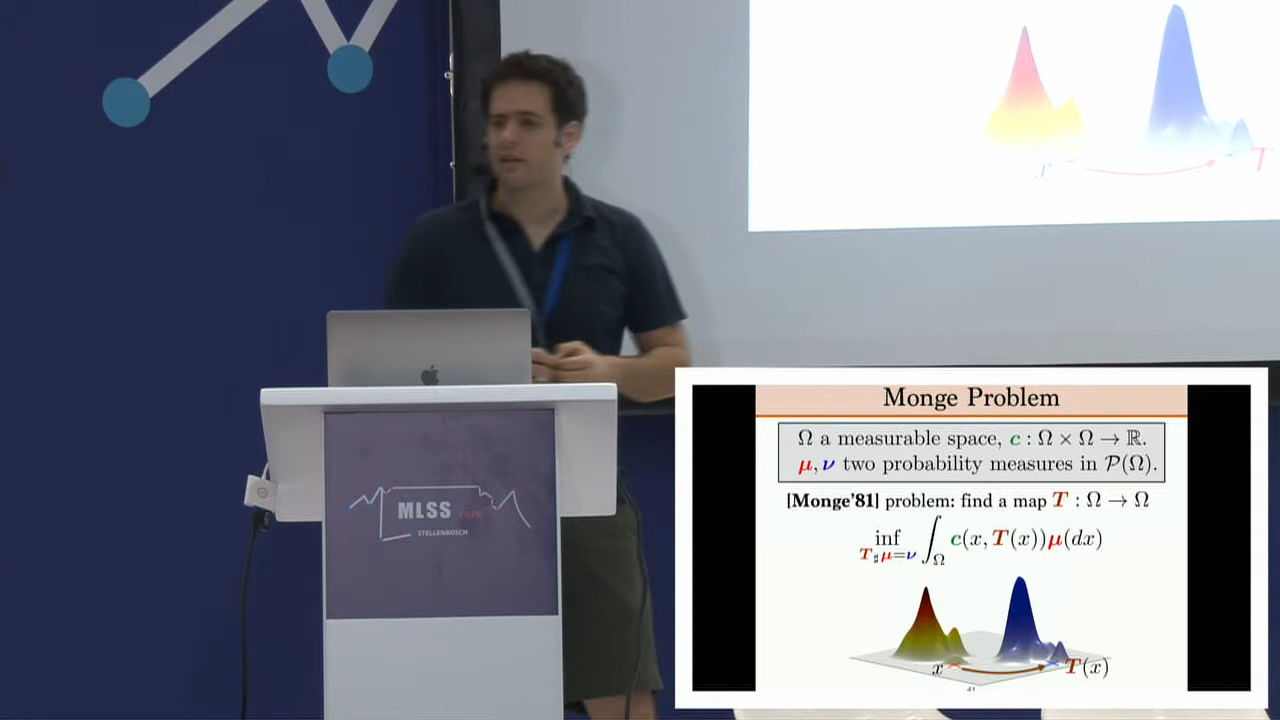 x
T
MLSS
STELLENBOSCH
Monge Problem
Ω a measurable space, c : Ω × Ω → ℝ.
μ, ν two probability measures in 𝒫(Ω).
[Monge'81] problem: find a map T : Ω → Ω
inf ∫ c(x, T(x))μ(dx)
T♯μ=ν Ω
x T(x)